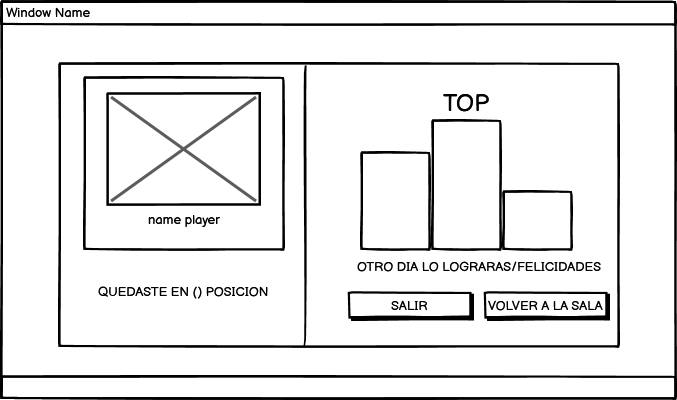 Window Name
name player
QUEDASTE EN () POSICION
TOP
OTRO DIA LO LOGRARAS/FELICIDADES
SALIR
VOLVER A LA SALA